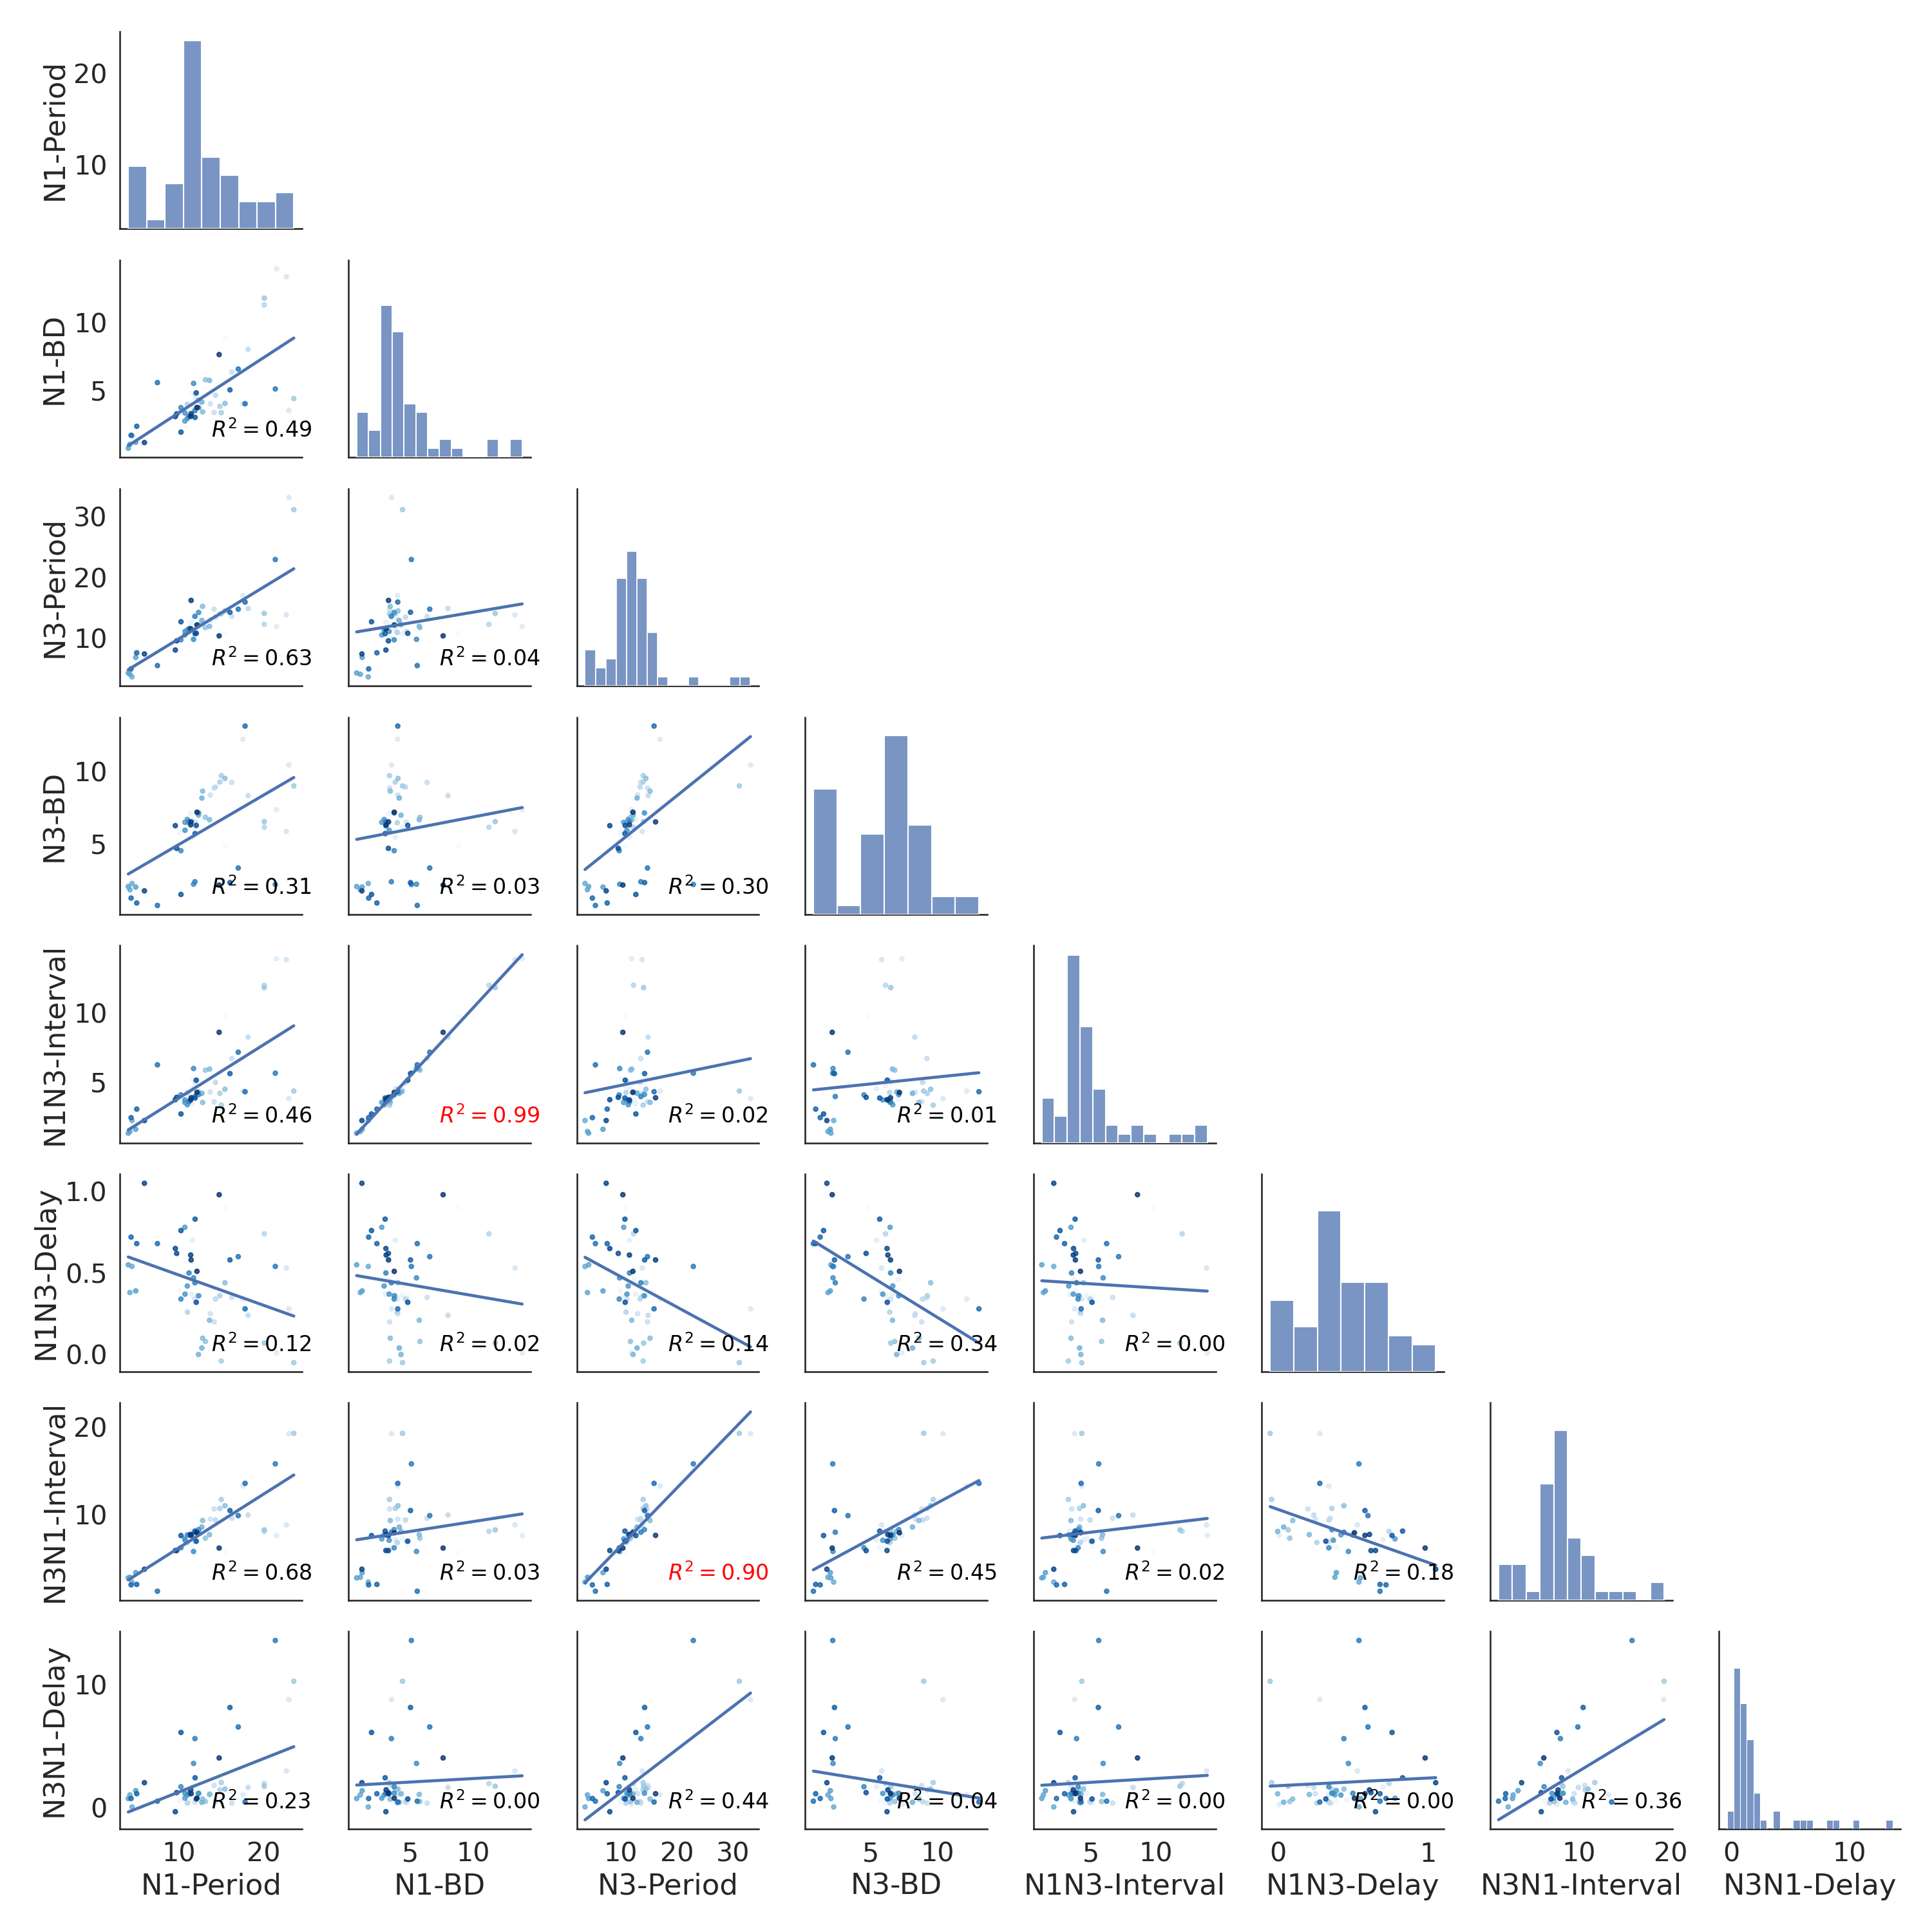 N1-Period
20
10
N1-BD
10
5
R² = 0.49
N3-Period
30
20
10
R² = 0.63
R² = 0.04
N3-BD
10
5
R² = 0.31
R² = 0.03
R² = 0.30
N1N3-Interval
10
5
R² = 0.46
R² = 0.99
R² = 0.02
R² = 0.01
N1N3-Delay
1.0
0.5
0.0
R² = 0.12
R² = 0.02
R² = 0.14
R² = 0.34
R² = 0.00
N3N1-Interval
20
10
R² = 0.68
R² = 0.03
R² = 0.90
R² = 0.45
R² = 0.02
R² = 0.18
N3N1-Delay
10
0
R² = 0.23
R² = 0.00
R² = 0.44
R² = 0.04
R² = 0.00
R² = 0.00
R² = 0.36
10 20
5 10
10 20 30
5 10
5 10
0 1
10 20
0 10
N1-Period
N1-BD
N3-Period
N3-BD
N1N3-Interval
N1N3-Delay
N3N1-Interval
N3N1-Delay